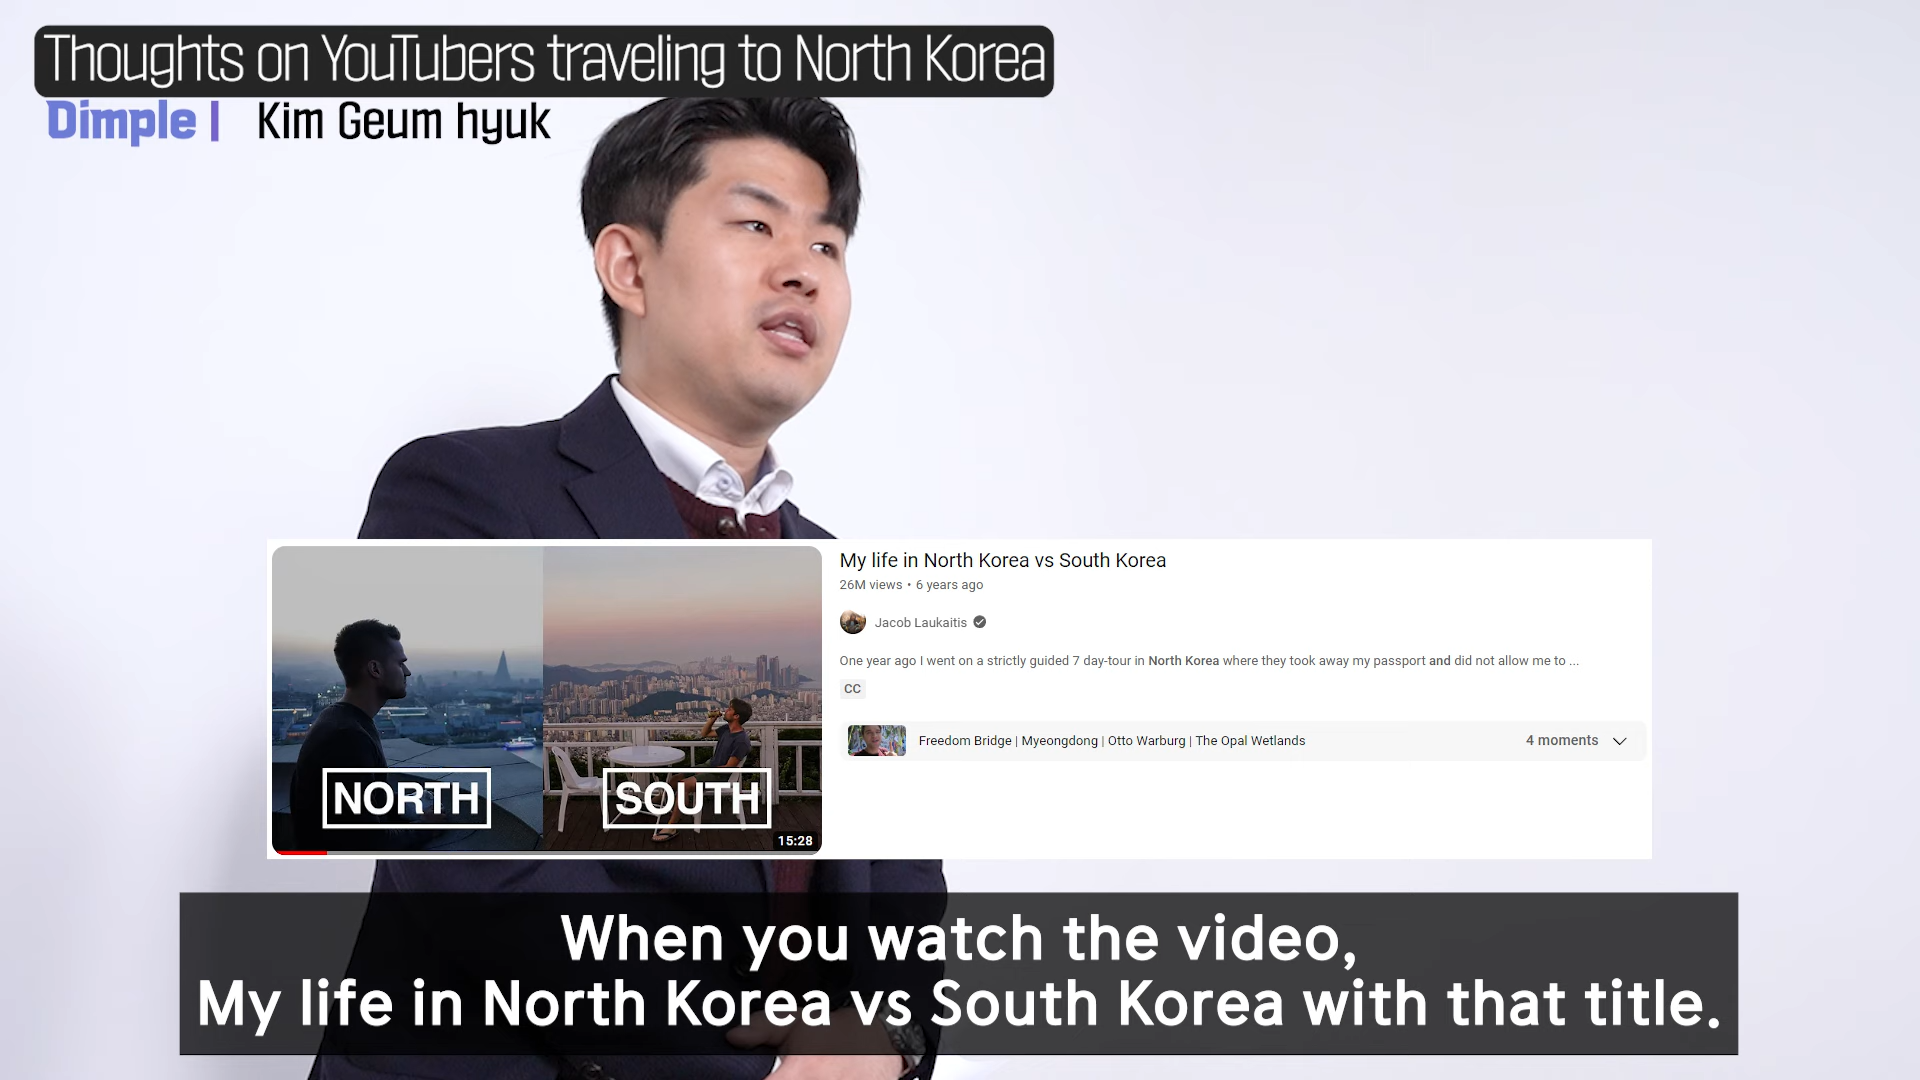 Thoughts on YouTubers traveling to North Korea
Dimple | Kim Geum hyuk
My life in North Korea vs South Korea
26M views • 6 years ago
Jacob Laukaitis
One year ago I went on a strictly guided 7 day-tour in North Korea where they took away my passport and did not allow me to ...
CC
Freedom Bridge | Myeongdong | Otto Warburg | The Opal Wetlands
4 moments
NORTH
SOUTH
15:28
When you watch the video,
My life in North Korea vs South Korea with that title.